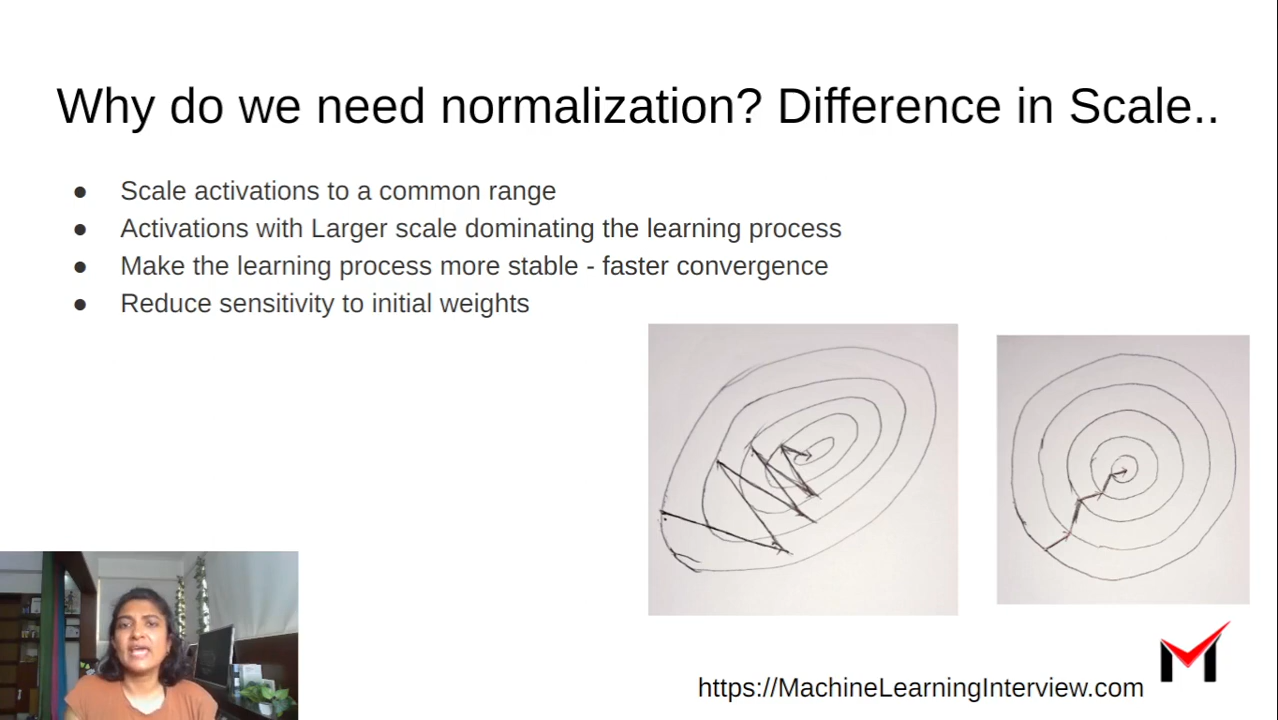 Why do we need normalization? Difference in Scale..
● Scale activations to a common range
● Activations with Larger scale dominating the learning process
● Make the learning process more stable - faster convergence
● Reduce sensitivity to initial weights
https://MachineLearningInterview.com